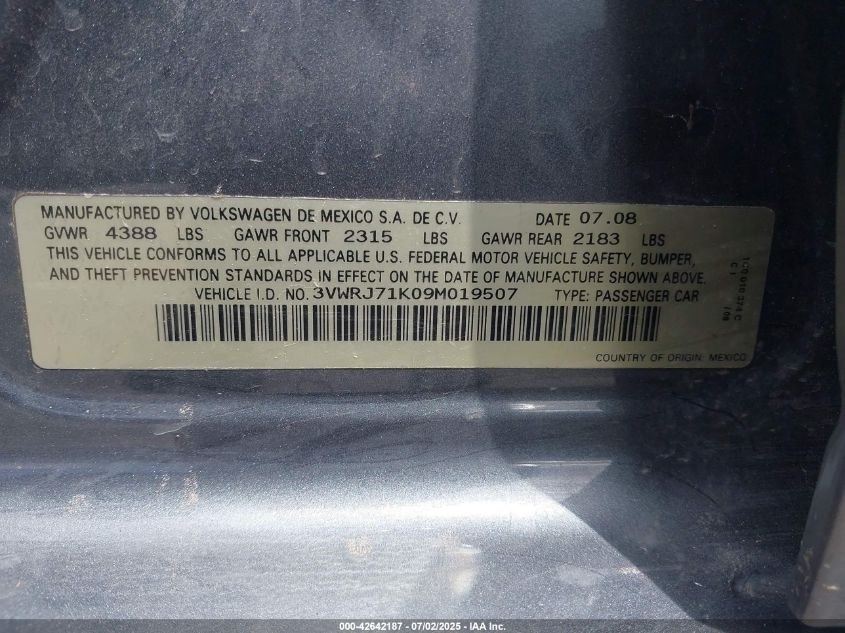 MANUFACTURED BY VOLKSWAGEN DE MEXICO S.A. DE C.V. DATE 07.08
GVWR 4388 LBS GAWR FRONT 2315 LBS GAWR REAR 2183 LBS
THIS VEHICLE CONFORMS TO ALL APPLICABLE U.S. FEDERAL MOTOR VEHICLE SAFETY, BUMPER,
AND THEFT PREVENTION STANDARDS IN EFFECT ON THE DATE OF MANUFACTURE SHOWN ABOVE.
VEHICLE I.D. NO. 3VWRJ71K09M019507 TYPE: PASSENGER CAR
COUNTRY OF ORIGIN: MEXICO
000-42642187 - 07/02/2025 - IAA Inc.